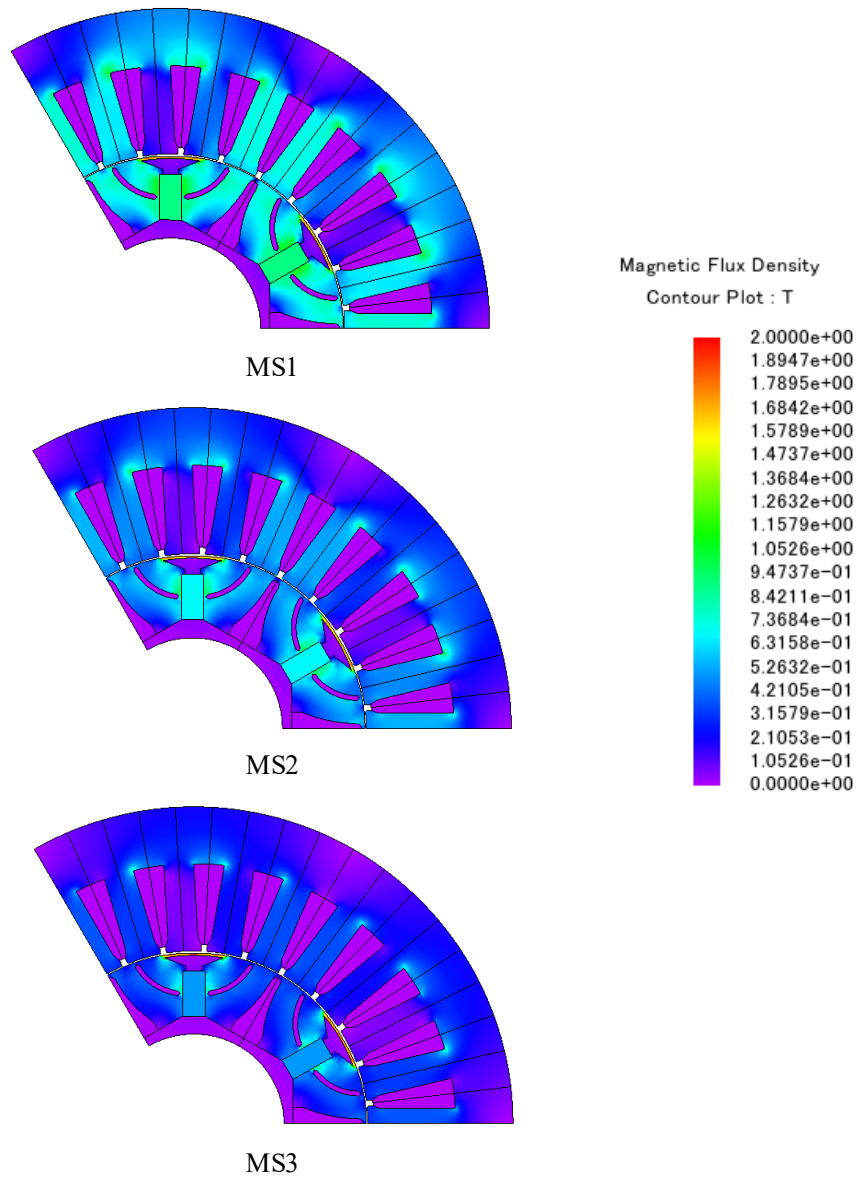 MS1
Magnetic Flux Density
Contour Plot : T
2.0000e+00
1.8947e+00
1.7895e+00
1.6842e+00
1.5789e+00
1.4737e+00
1.3684e+00
1.2632e+00
1.1579e+00
1.0526e+00
9.4737e-01
8.4211e-01
7.3684e-01
6.3158e-01
5.2632e-01
4.2105e-01
3.1579e-01
2.1053e-01
1.0526e-01
0.0000e+00
MS2
MS3